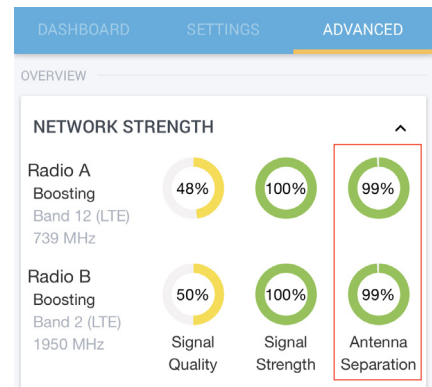 DASHBOARD SETTINGS ADVANCED
OVERVIEW
NETWORK STRENGTH
Radio A
Boosting
Band 12 (LTE)
739 MHz
48% 100% 99%
Radio B
Boosting
Band 2 (LTE)
1950 MHz
50% 100% 99%
Signal Quality
Signal Strength
Antenna Separation